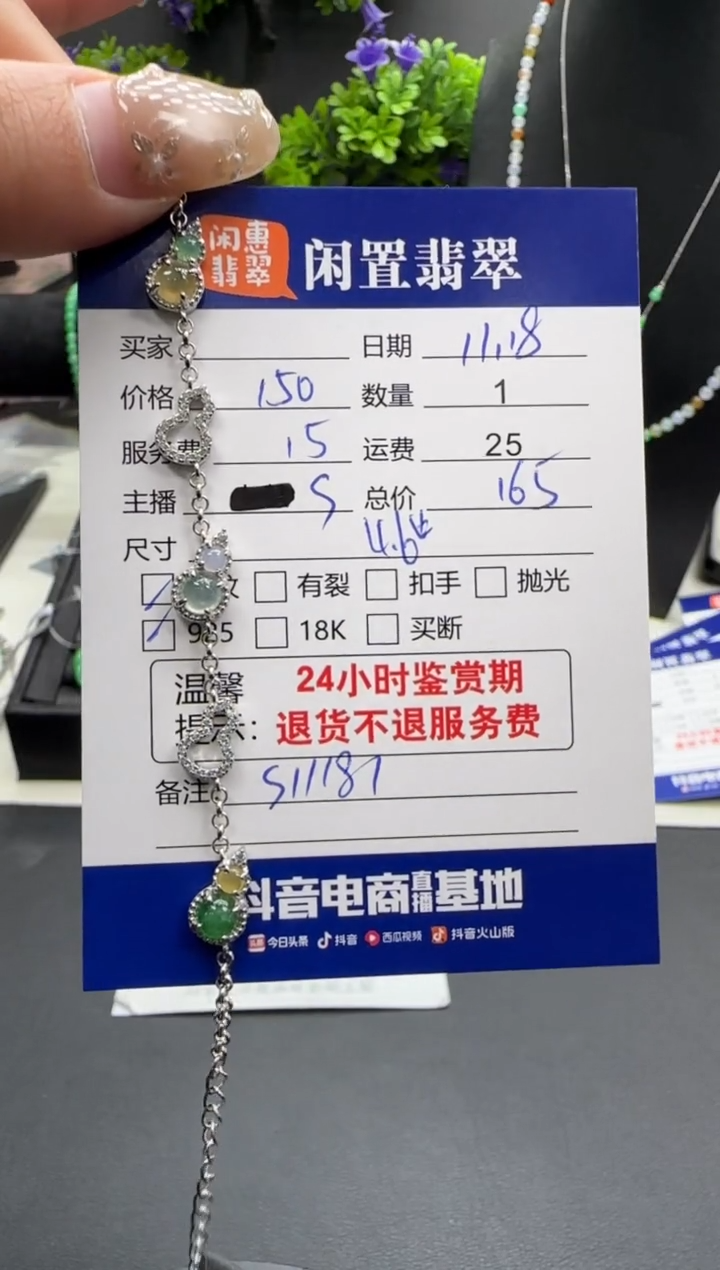 闲惠
翡翠
闲置翡翠
买家 日期 11.18
价格 150 数量 1
服务费 15 运费 25
主播 S 总价 165
尺寸 4.6
纹 有裂 扣手 抛光
925 18K 买断
温馨 24小时鉴赏期
提示: 退货不退服务费
备注 S11187
抖音电商直播基地
今日头条 抖音 西瓜视频 抖音火山版